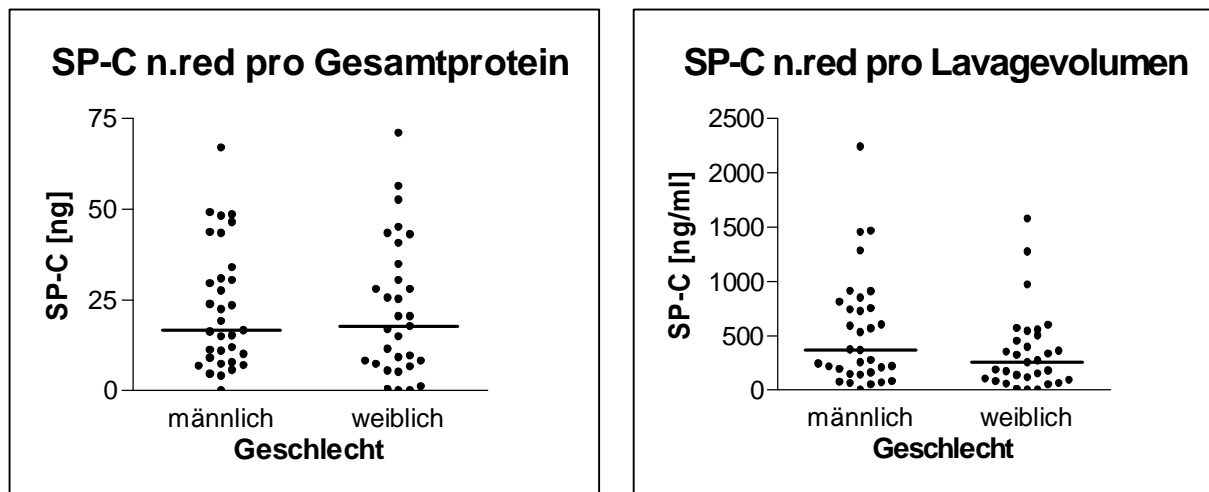 SP-C n.red pro Gesamtprotein
75
50
25
0
SP-C [ng]
männlich weiblich
Geschlecht
SP-C n.red pro Lavagevolumen
2500
2000
1500
1000
500
0
SP-C [ng/ml]
männlich weiblich
Geschlecht